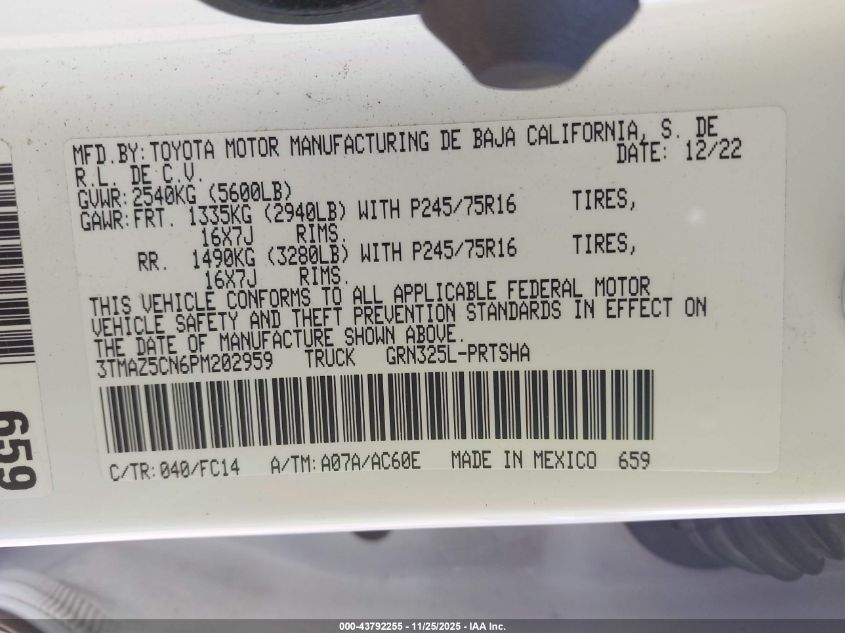 MFD.BY:TOYOTA MOTOR MANUFACTURING DE BAJA CALIFORNIA, S. DE
R.L. DE C.V. DATE: 12/22
GVWR:2540KG (5600LB)
GAWR:FRT. 1335KG (2940LB) WITH P245/75R16 TIRES,
16X7J RIMS.
RR. 1490KG (3280LB) WITH P245/75R16 TIRES,
16X7J RIMS.
THIS VEHICLE CONFORMS TO ALL APPLICABLE FEDERAL MOTOR
VEHICLE SAFETY AND THEFT PREVENTION STANDARDS IN EFFECT ON
THE DATE OF MANUFACTURE SHOWN ABOVE.
3TMAZ5CN6PM202959 TRUCK GRN325L-PRTSHA
C/TR:040/FC14 A/TM:A07A/AC60E MADE IN MEXICO 659
659
000-43792255 - 11/25/2025 - IAA Inc.